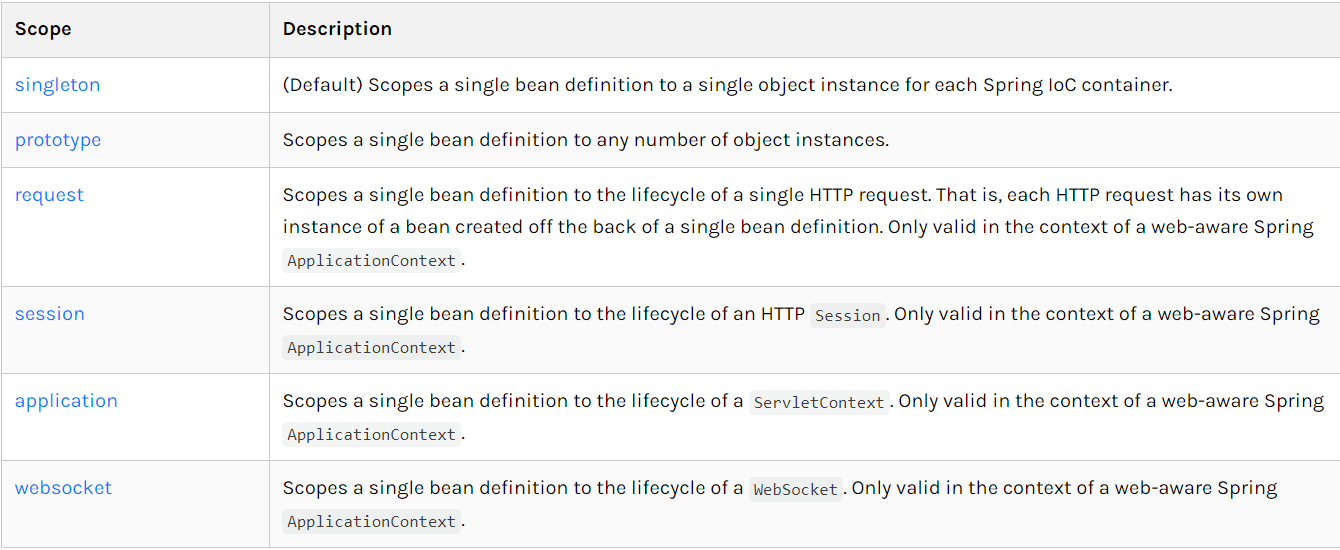 Scope Description
singleton (Default) Scopes a single bean definition to a single object instance for each Spring IoC container.
prototype Scopes a single bean definition to any number of object instances.
request Scopes a single bean definition to the lifecycle of a single HTTP request. That is, each HTTP request has its own
instance of a bean created off the back of a single bean definition. Only valid in the context of a web-aware Spring
ApplicationContext.
session Scopes a single bean definition to the lifecycle of an HTTP Session. Only valid in the context of a web-aware Spring
ApplicationContext.
application Scopes a single bean definition to the lifecycle of a ServletContext. Only valid in the context of a web-aware Spring
ApplicationContext.
websocket Scopes a single bean definition to the lifecycle of a WebSocket. Only valid in the context of a web-aware Spring
ApplicationContext.